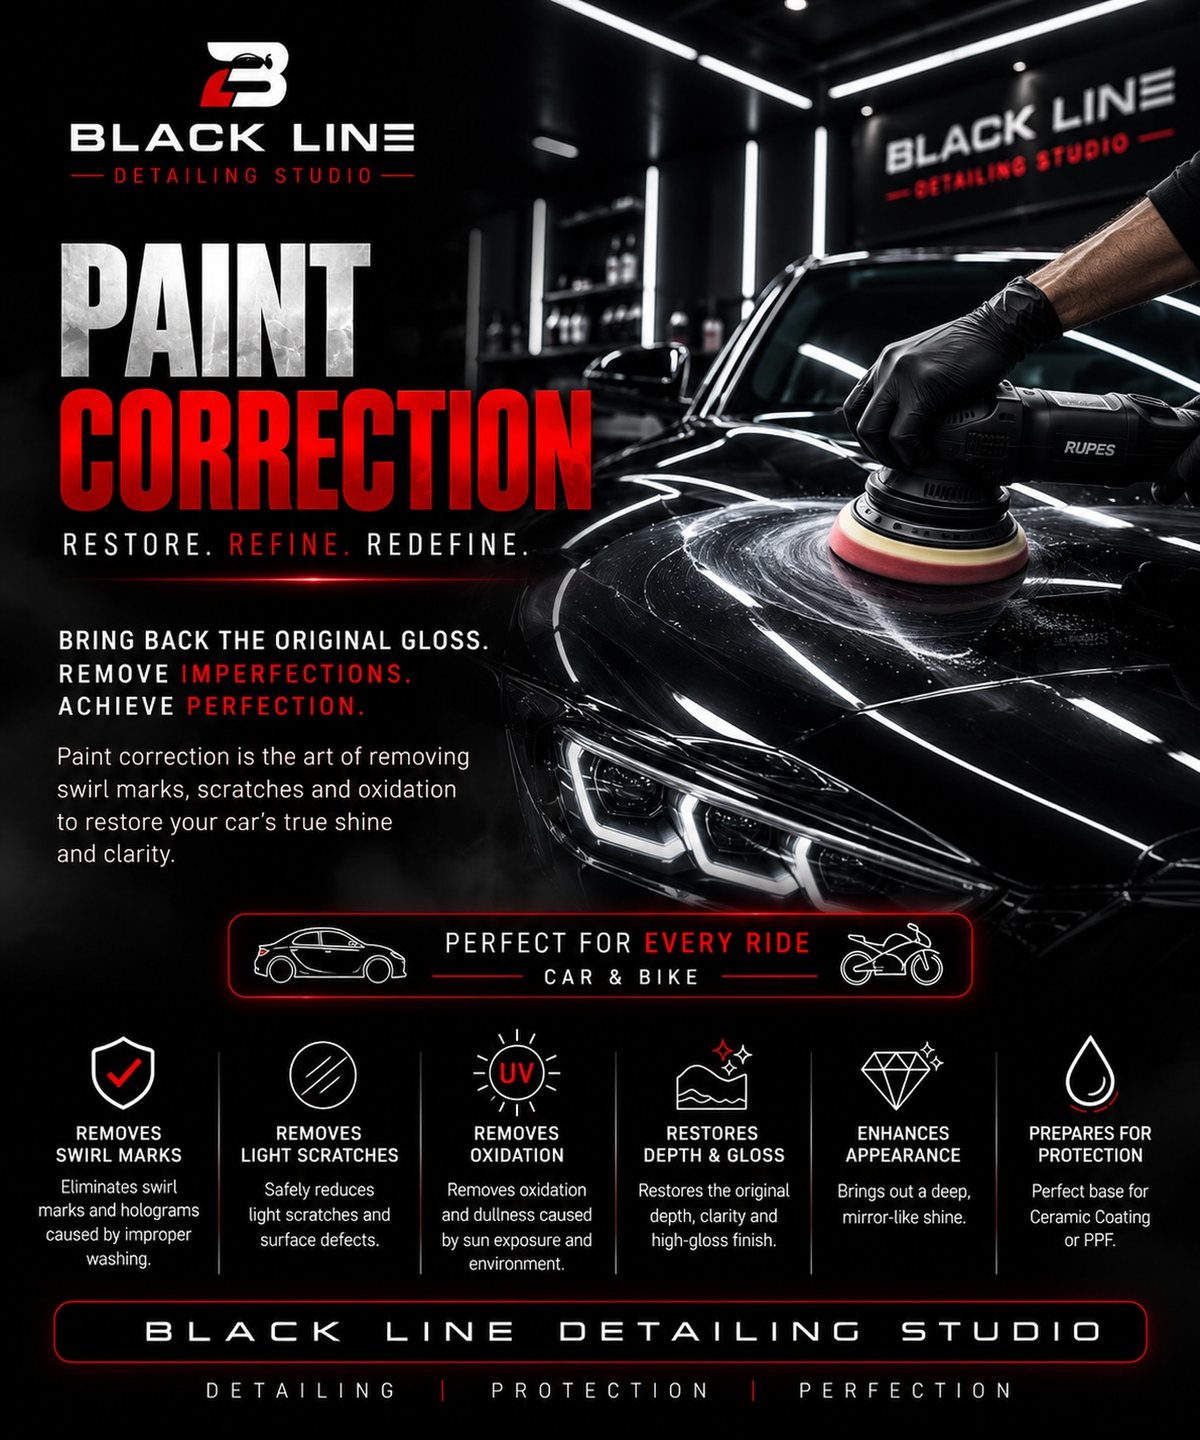 BLACK LINE
DETAILING STUDIO
BLACK LINE
DETAILING STUDIO
PAINT
CORRECTION
RESTORE. REFINE. REDEFINE.
RUPES
BRING BACK THE ORIGINAL GLOSS.
REMOVE IMPERFECTIONS.
ACHIEVE PERFECTION.
Paint correction is the art of removing
swirl marks, scratches and oxidation
to restore your car's true shine
and clarity.
PERFECT FOR EVERY RIDE
CAR & BIKE
REMOVES
SWIRL MARKS
Eliminates swirl
marks and holograms
caused by improper
washing.
REMOVES
LIGHT SCRATCHES
Safely reduces
light scratches and
surface defects.
UV
REMOVES
OXIDATION
Removes oxidation
and dullness caused
by sun exposure and
environment.
RESTORES
DEPTH & GLOSS
Restores the original
depth, clarity and
high-gloss finish.
ENHANCES
APPEARANCE
Brings out a deep,
mirror-like shine.
PREPARES FOR
PROTECTION
Perfect base for
Ceramic Coating
or PPF.
BLACK LINE DETAILING STUDIO
DETAILING | PROTECTION | PERFECTION